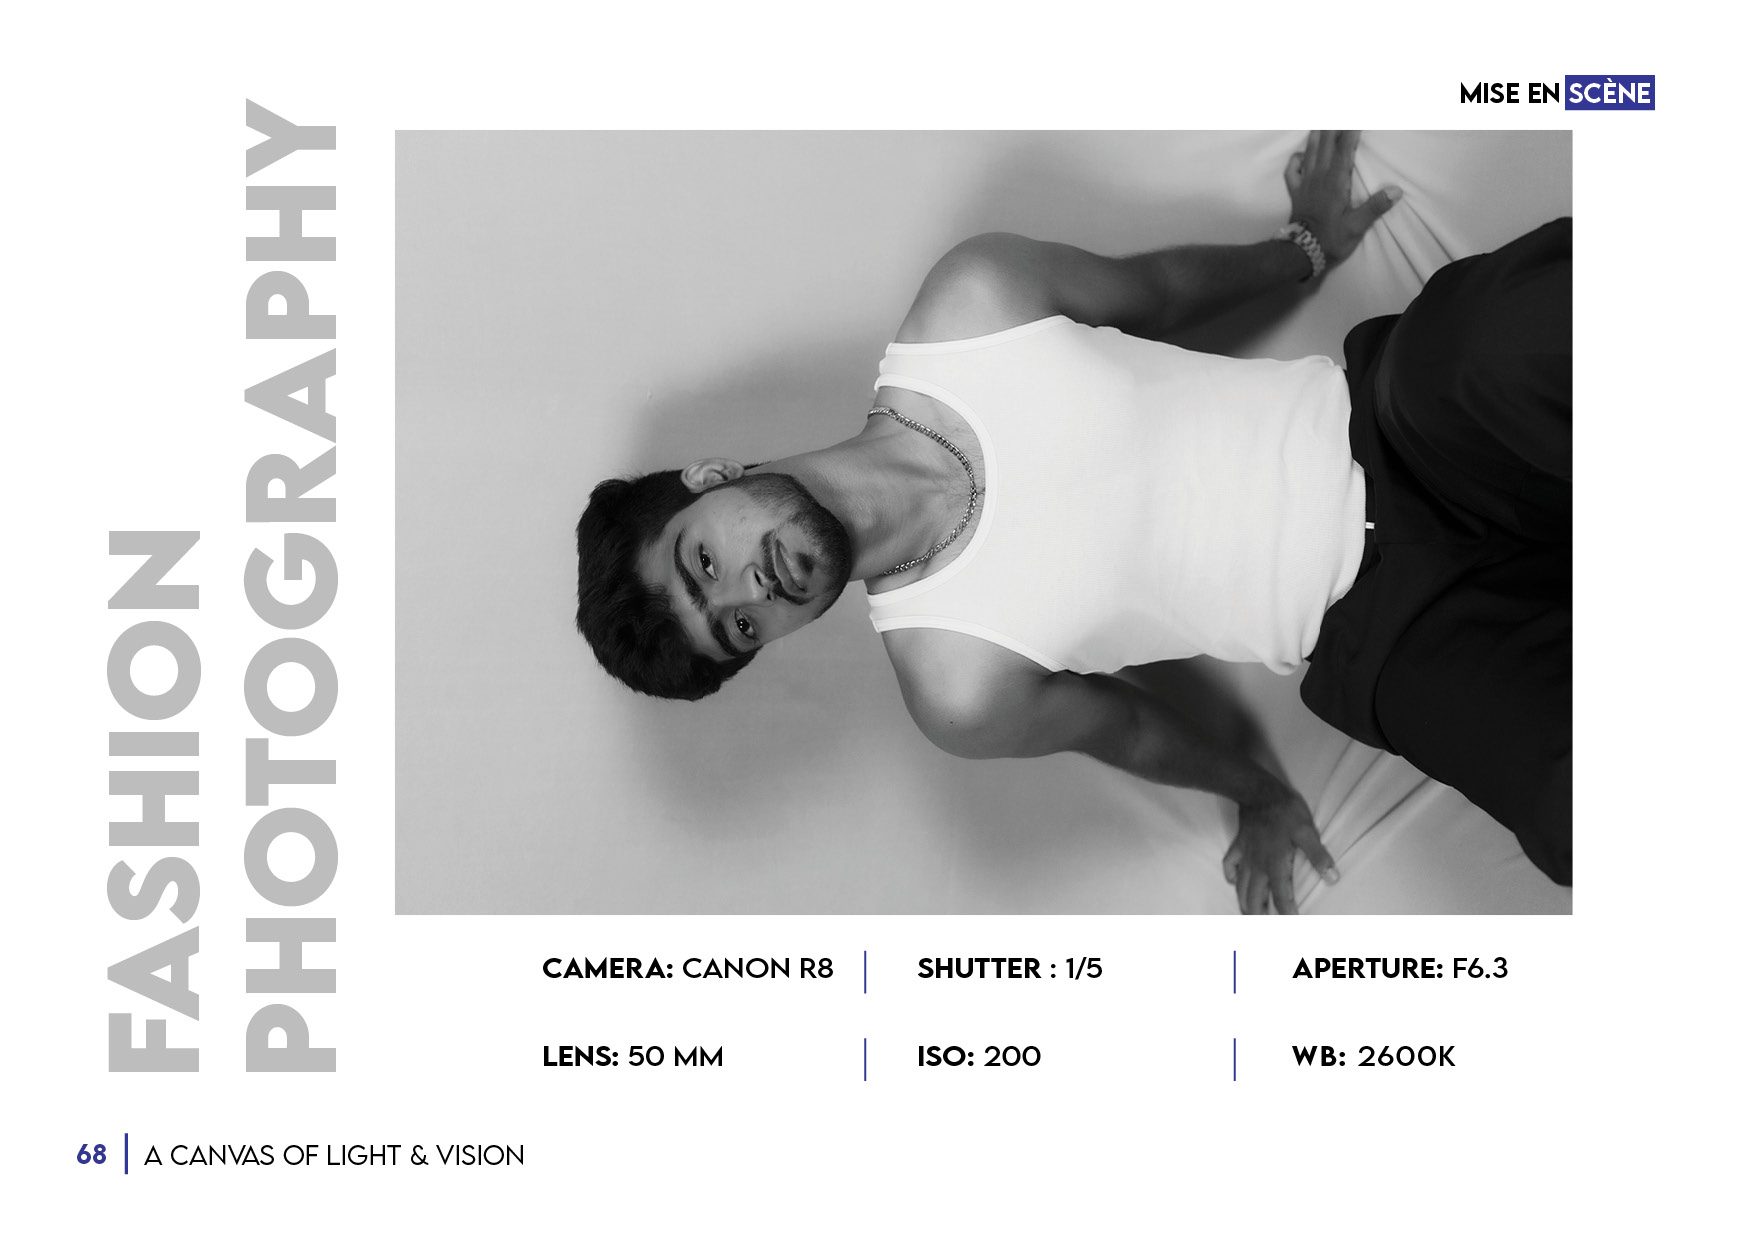 MISE EN SCÈNE
FASHION
PHOTOGRAPHY
CAMERA: CANON R8
SHUTTER : 1/5
APERTURE: F6.3
LENS: 50 MM
ISO: 200
WB: 2600K
68
A CANVAS OF LIGHT & VISION